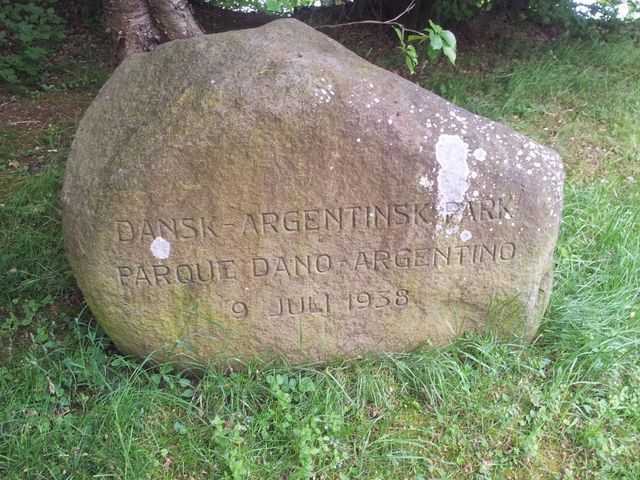 DANSK-ARGENTINSK PARK
PARQUE DANO-ARGENTINO
9 JULI 1938